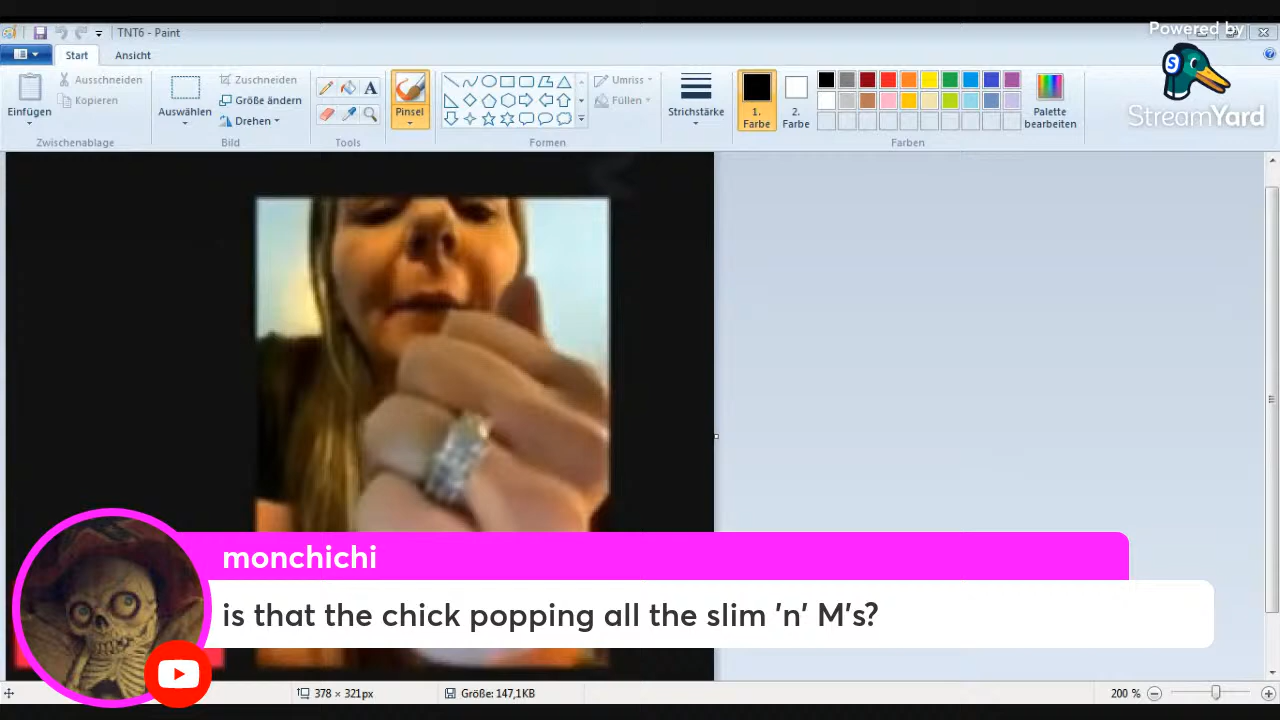 TNT6 - Paint
Powered by
StreamYard
Start
Ansicht
Einfügen
Ausschneiden
Kopieren
Zwischenablage
Auswählen
Zuschneiden
Größe ändern
Drehen
Bild
A
Tools
Pinsel
Formen
Umriss
Füllen
Strichstärke
1.
Farbe
2.
Farbe
Palette
bearbeiten
Farben
monchichi
is that the chick popping all the slim 'n' M's?
378 × 321px
Größe: 147,1KB
200 %